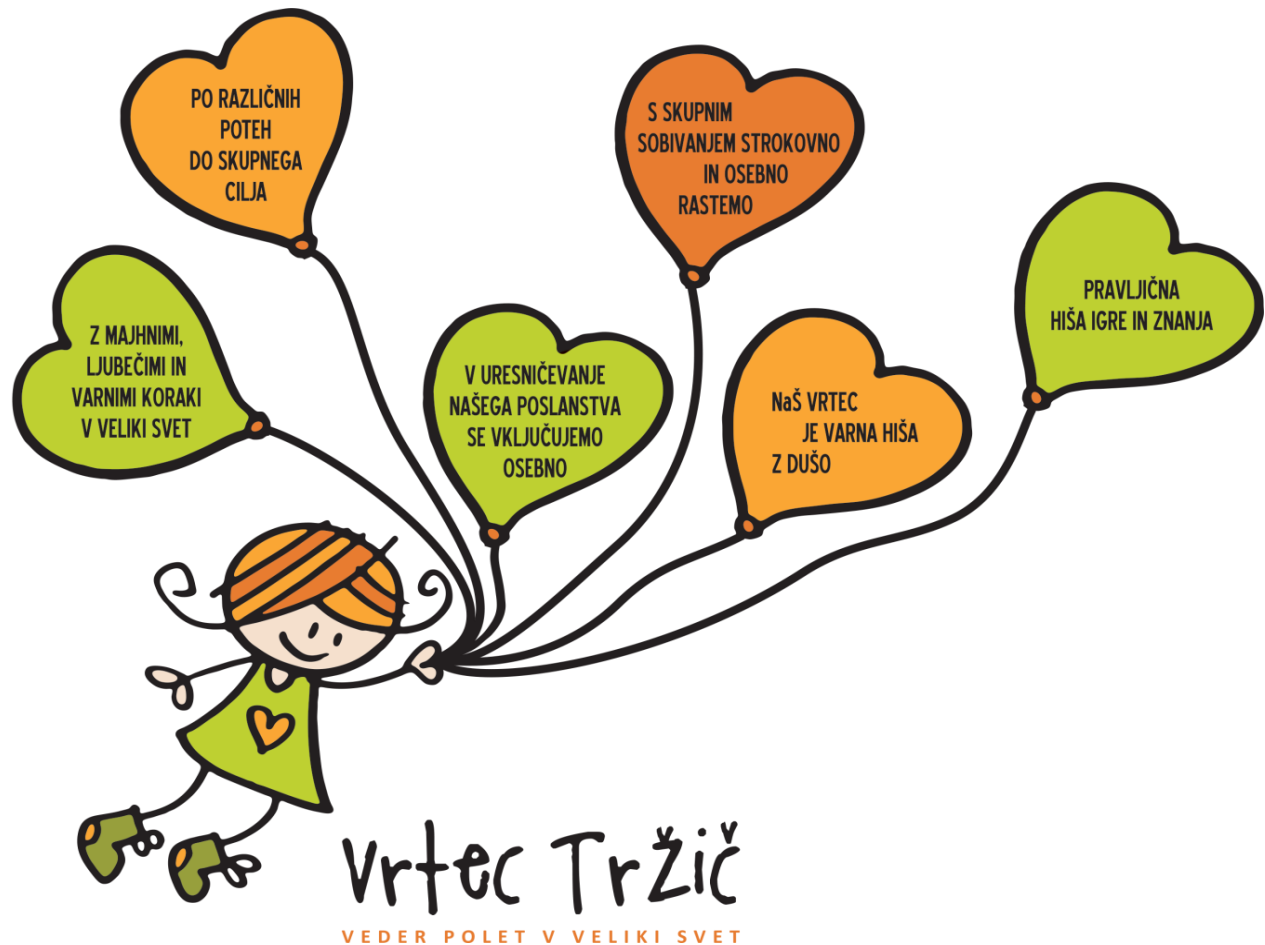 PO RAZLIČNIH
POTEH
DO SKUPNEGA
CILJA
S SKUPNIM
SOBIVANJEM STROKOVNO
IN OSEBNO
RASTEMO
PRAVLJIČNA
HIŠA IGRE IN ZNANJA
Z MAJHNIMI,
LJUBEČIMI IN
VARNIMI KORAKI
V VELIKI SVET
V URESNIČEVANJE
NAŠEGA POSLANSTVA
SE VKLJUČUJEMO
OSEBNO
NaŠ VRTEC
JE VARNA HIŠA
Z DUŠO
Vrtec Tržič
VEDER POLET V VELIKI SVET